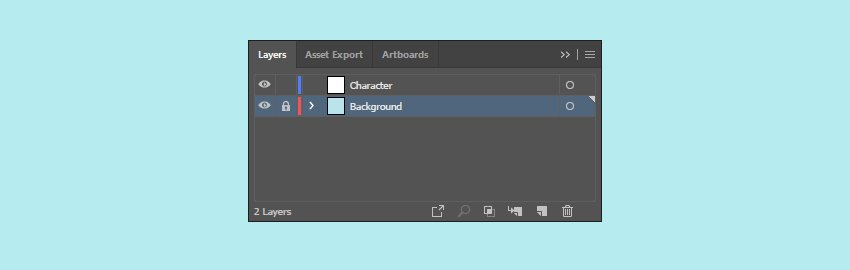 Layers Asset Export Artboards
Character
Background
2 Layers